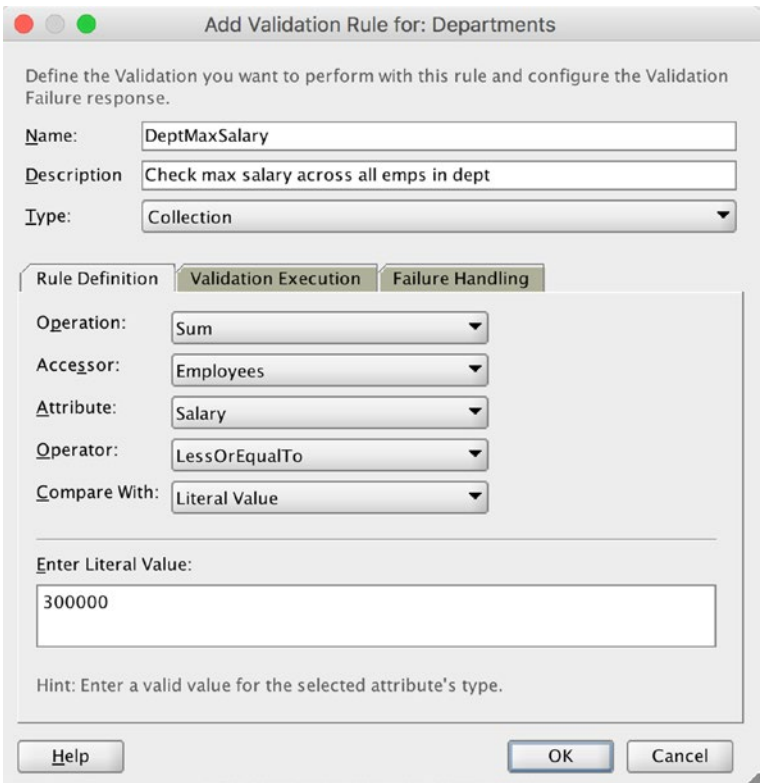 Add Validation Rule for: Departments
Define the Validation you want to perform with this rule and configure the Validation
Failure response.
Name: DeptMaxSalary
Description Check max salary across all emps in dept
Type: Collection
Rule Definition Validation Execution Failure Handling
Operation: Sum
Accessor: Employees
Attribute: Salary
Operator: LessOrEqualTo
Compare With: Literal Value
Enter Literal Value:
300000
Hint: Enter a valid value for the selected attribute's type.
Help OK Cancel